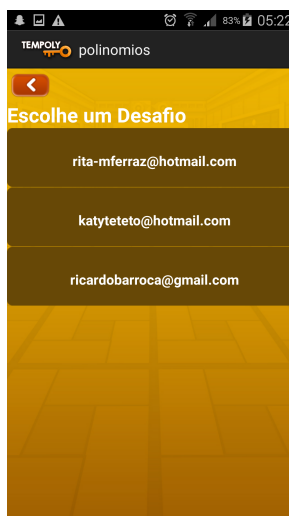 83% 05:22
TEMPOLY polinomios
Escolhe um Desafio
rita-mferraz@hotmail.com
katyteteto@hotmail.com
ricardobarroca@gmail.com